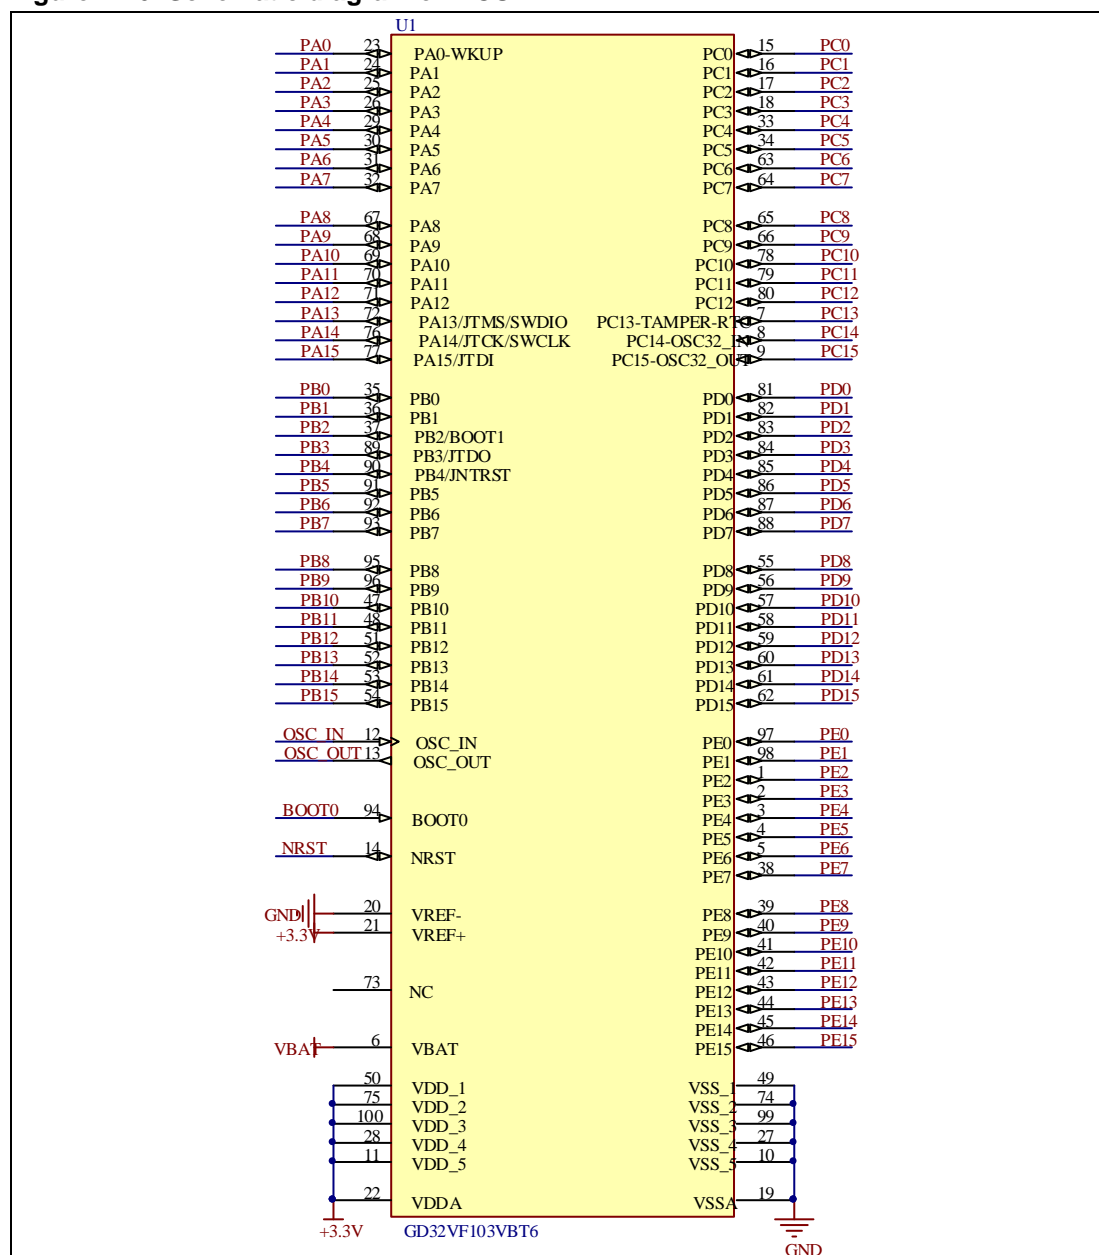 U1
PA0 23 PA0-WKUP PC0 15 PC0
PA1 24 PA1 PC1 16 PC1
PA2 25 PA2 PC2 17 PC2
PA3 26 PA3 PC3 18 PC3
PA4 29 PA4 PC4 33 PC4
PA5 30 PA5 PC5 34 PC5
PA6 31 PA6 PC6 63 PC6
PA7 32 PA7 PC7 64 PC7
PA8 67 PA8 PC8 65 PC8
PA9 68 PA9 PC9 66 PC9
PA10 69 PA10 PC10 78 PC10
PA11 70 PA11 PC11 79 PC11
PA12 71 PA12 PC12 80 PC12
PA13 72 PA13/JTMS/SWDIO PC13-TAMPER-RTC 7 PC13
PA14 76 PA14/JTCK/SWCLK PC14-OSC32_IN 8 PC14
PA15 77 PA15/JTDI PC15-OSC32_OUT 9 PC15
PB0 35 PB0 PD0 81 PD0
PB1 36 PB1 PD1 82 PD1
PB2 37 PB2/BOOT1 PD2 83 PD2
PB3 89 PB3/JTDO PD3 84 PD3
PB4 90 PB4/JNTRST PD4 85 PD4
PB5 91 PB5 PD5 86 PD5
PB6 92 PB6 PD6 87 PD6
PB7 93 PB7 PD7 88 PD7
PB8 95 PB8 PD8 55 PD8
PB9 96 PB9 PD9 56 PD9
PB10 47 PB10 PD10 57 PD10
PB11 48 PB11 PD11 58 PD11
PB12 51 PB12 PD12 59 PD12
PB13 52 PB13 PD13 60 PD13
PB14 53 PB14 PD14 61 PD14
PB15 54 PB15 PD15 62 PD15
OSC_IN 12 OSC_IN PE0 97 PE0
OSC_OUT 13 OSC_OUT PE1 98 PE1
PE2 1 PE2
PE3 2 PE3
BOOT0 94 BOOT0 PE4 3 PE4
PE5 4 PE5
NRST 14 NRST PE6 5 PE6
PE7 38 PE7
GND 20 VREF- PE8 39 PE8
+3.3V 21 VREF+ PE9 40 PE9
PE10 41 PE10
PE11 42 PE11
73 NC PE12 43 PE12
PE13 44 PE13
PE14 45 PE14
VBAT 6 VBAT PE15 46 PE15
50 VDD_1 VSS_1 49
75 VDD_2 VSS_2 74
100 VDD_3 VSS_3 99
28 VDD_4 VSS_4 27
11 VDD_5 VSS_5 10
22 VDDA VSSA 19
+3.3V GD32VF103VBT6 GND